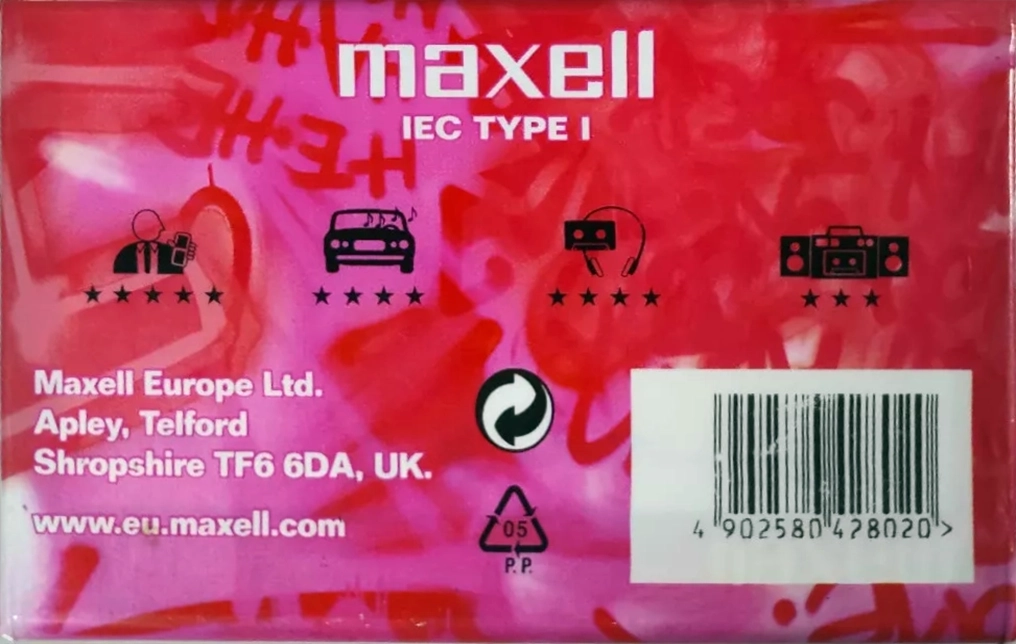 maxell
IEC TYPE I
Maxell Europe Ltd.
Apley, Telford
Shropshire TF6 6DA, UK.
www.eu.maxell.com
05
P.P.
4 902580 428020 >